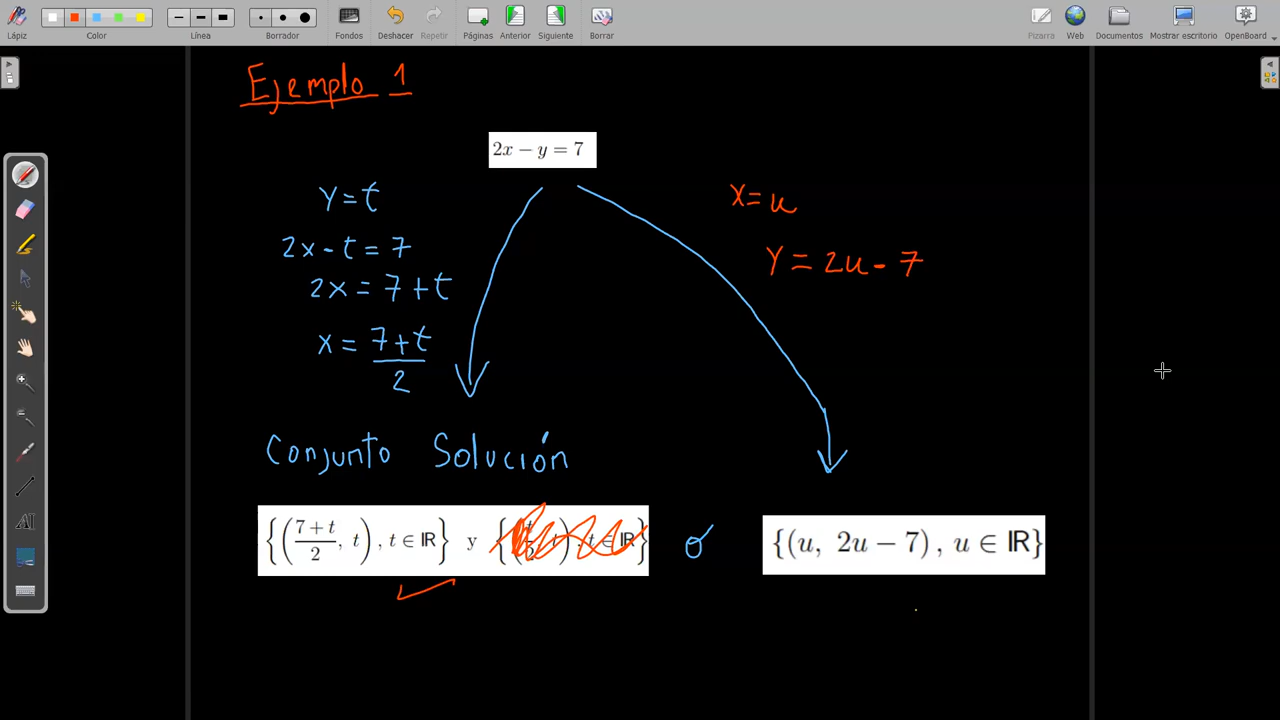 Lápiz Color Línea Borrador Fondos Deshacer Repetir Páginas Anterior Siguiente Borrar Pizarra Web Documentos Mostrar escritorio OpenBoard
Ejemplo 1
2x − y = 7
y = t
2x - t = 7
2x = 7 + t
x = 7 + t / 2
x = u
y = 2u - 7
Conjunto Solución
{(7 + t / 2, t), t ∈ ℝ} y
ó
{(u, 2u − 7), u ∈ ℝ}